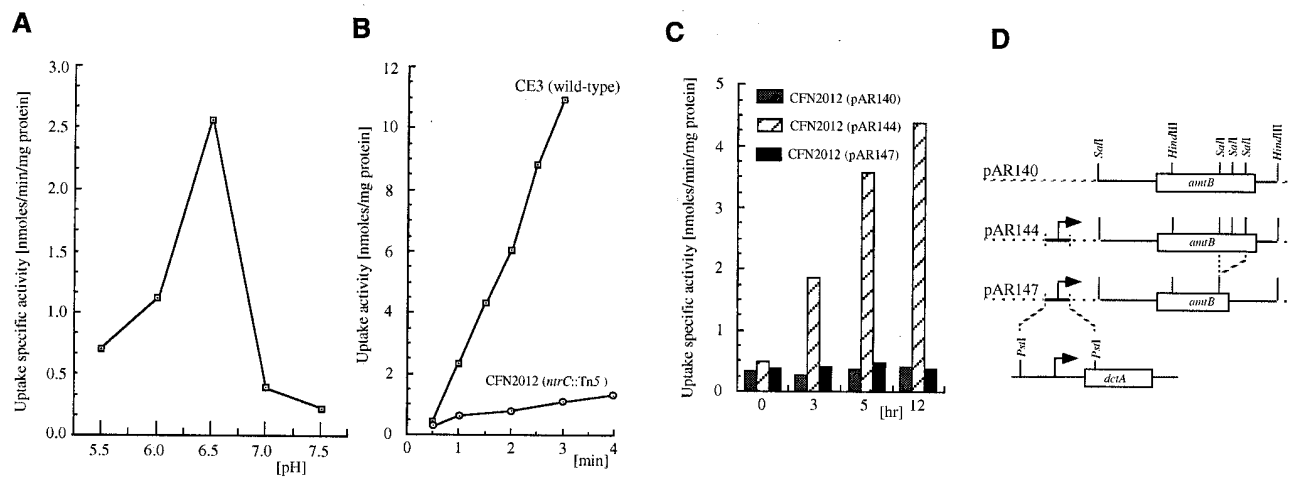 A
Uptake specific activity [nmoles/min/mg protein]
3.0
2.5
2.0
1.5
1.0
0.5
0.0
5.5 6.0 6.5 7.0 7.5
[pH]
B
Uptake activity [nmoles/mg protein]
12
10
8
6
4
2
0
0 1 2 3 4
[min]
CE3 (wild-type)
CFN2012 (ntrC::Tn5 )
C
Uptake specific activity [nmoles/min/mg protein]
5
4
3
2
1
0
0 3 5 [hr] 12
CFN2012 (pAR140)
CFN2012 (pAR144)
CFN2012 (pAR147)
D
SalI HindIII SalI SalI SalI HindIII
pAR140
amtB
pAR144
amtB
pAR147
amtB
PstI PstI
dctA